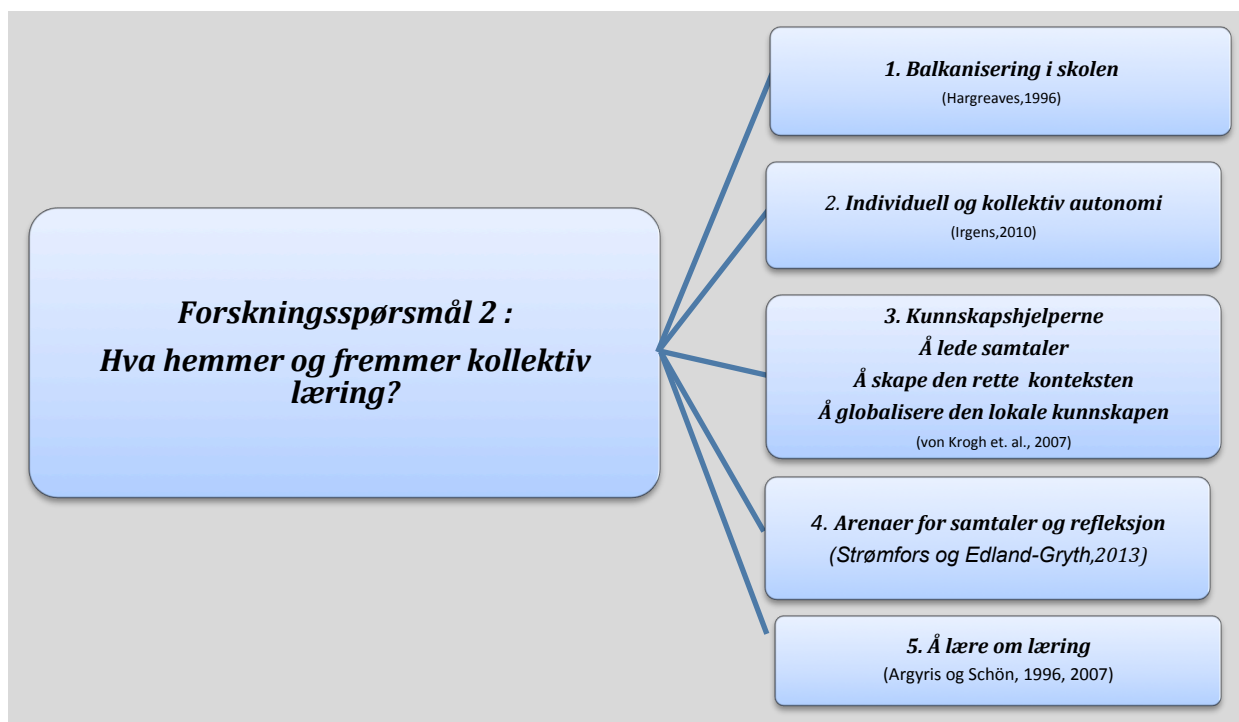 Forskningsspørsmål 2 :
Hva hemmer og fremmer kollektiv
læring?
1. Balkanisering i skolen
(Hargreaves,1996)
2. Individuell og kollektiv autonomi
(Irgens,2010)
3. Kunnskapshjelperne
Å lede samtaler
Å skape den rette konteksten
Å globalisere den lokale kunnskapen
(von Krogh et. al., 2007)
4. Arenaer for samtaler og refleksjon
(Strømfors og Edland-Gryth,2013)
5. Å lære om læring
(Argyris og Schön, 1996, 2007)